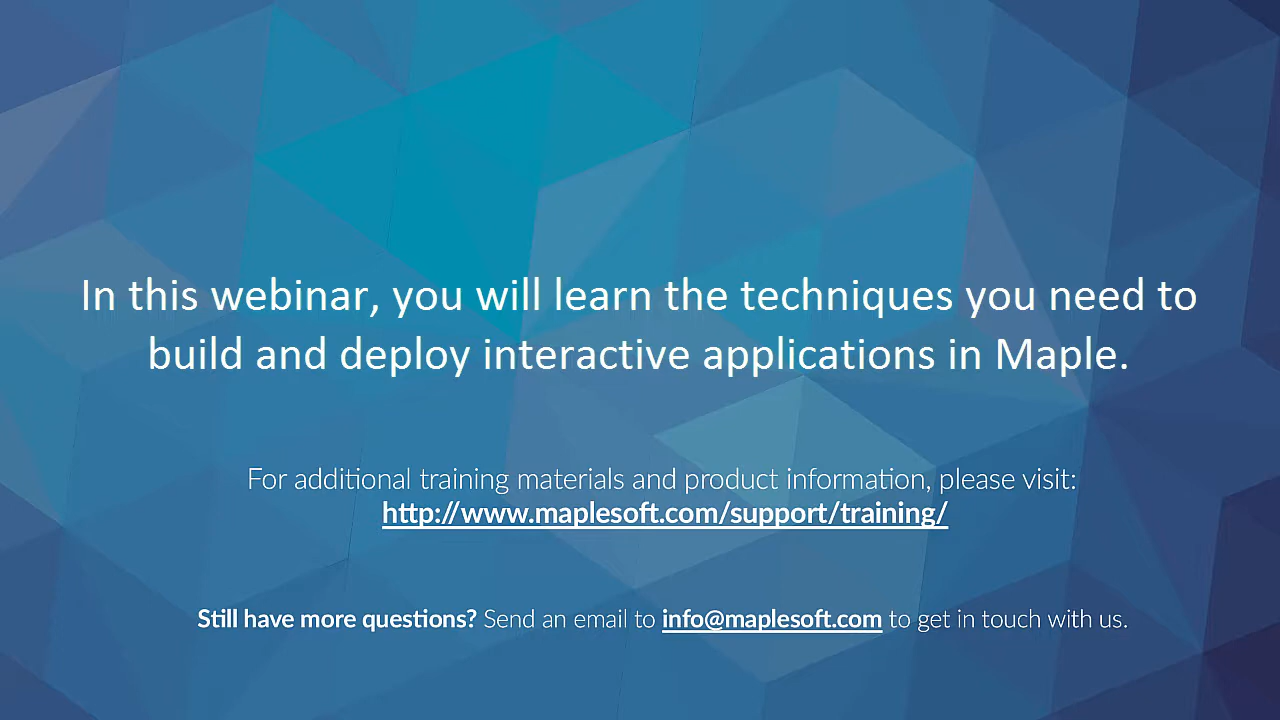 In this webinar, you will learn the techniques you need to
build and deploy interactive applications in Maple.
For additional training materials and product information, please visit:
http://www.maplesoft.com/support/training/
Still have more questions? Send an email to info@maplesoft.com to get in touch with us.